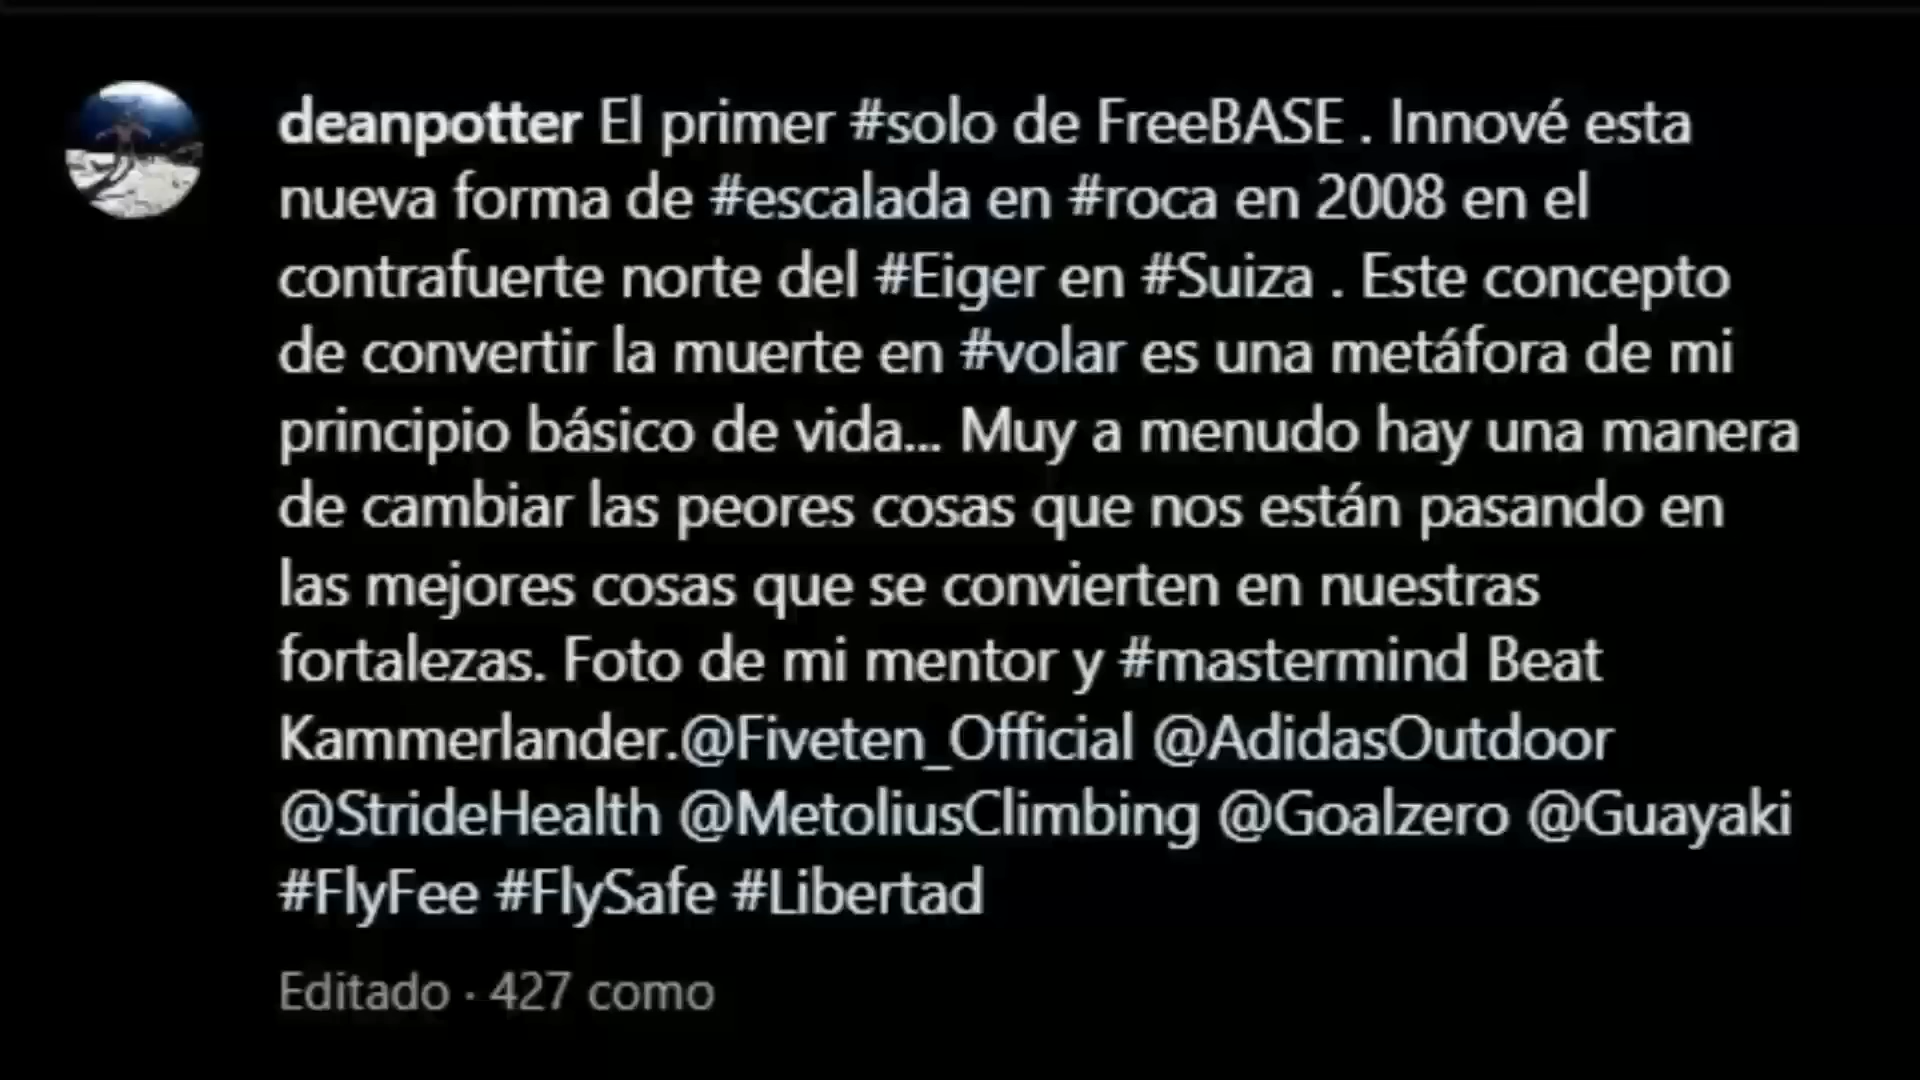 deanpotter El primer #solo de FreeBASE . Innové esta
nueva forma de #escalada en #roca en 2008 en el
contrafuerte norte del #Eiger en #Suiza . Este concepto
de convertir la muerte en #volar es una metáfora de mi
principio básico de vida... Muy a menudo hay una manera
de cambiar las peores cosas que nos están pasando en
las mejores cosas que se convierten en nuestras
fortalezas. Foto de mi mentor y #mastermind Beat
Kammerlander.@Fiveten_Official @AdidasOutdoor
@StrideHealth @MetoliusClimbing @Goalzero @Guayaki
#FlyFee #FlySafe #Libertad
Editado · 427 como